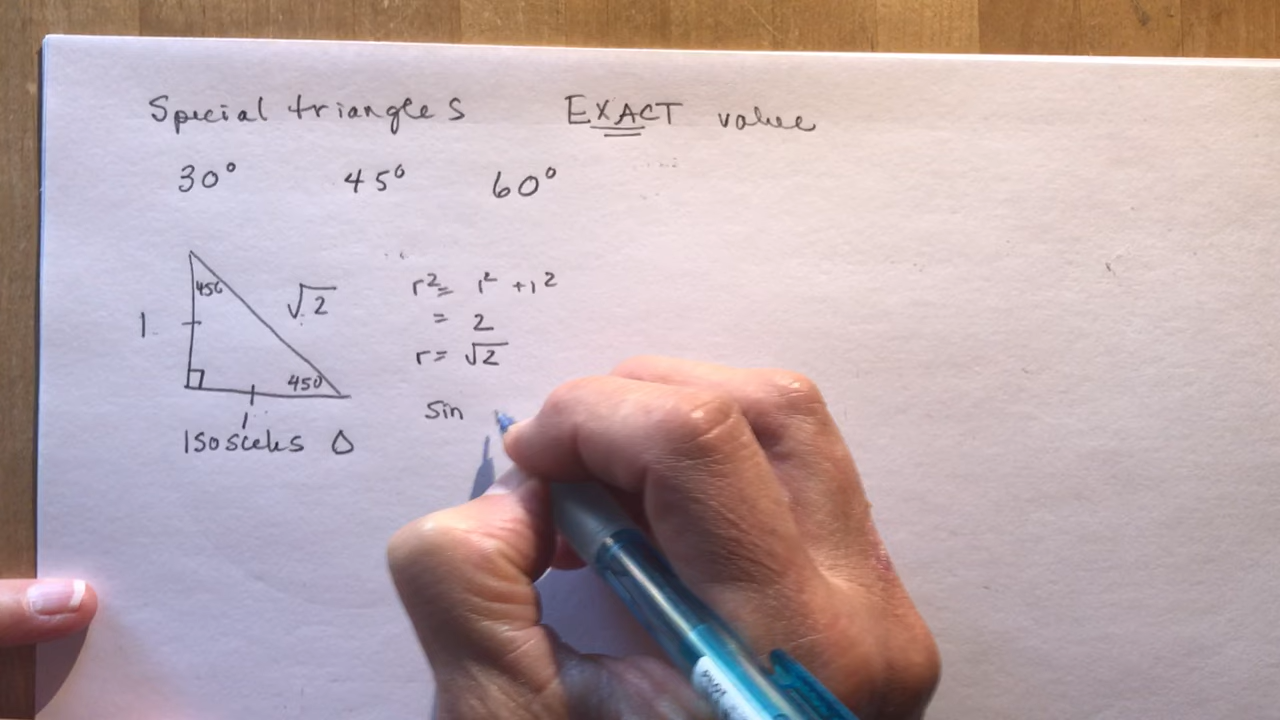 Special triangles EXACT value
30° 45° 60°
45°
√2
1
45°
1
Isosceles △
r² = 1² + 1²
= 2
r = √2
sin